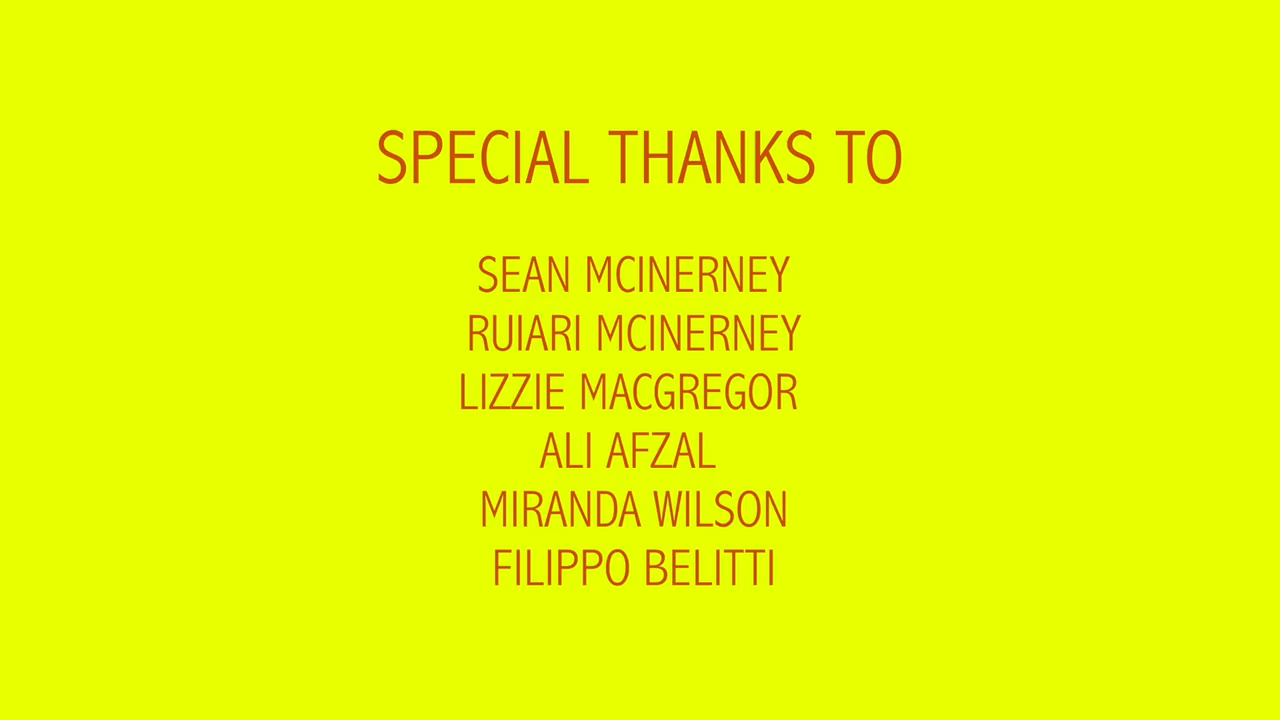 SPECIAL THANKS TO
SEAN MCINERNEY
RUIARI MCINERNEY
LIZZIE MACGREGOR
ALI AFZAL
MIRANDA WILSON
FILIPPO BELITTI